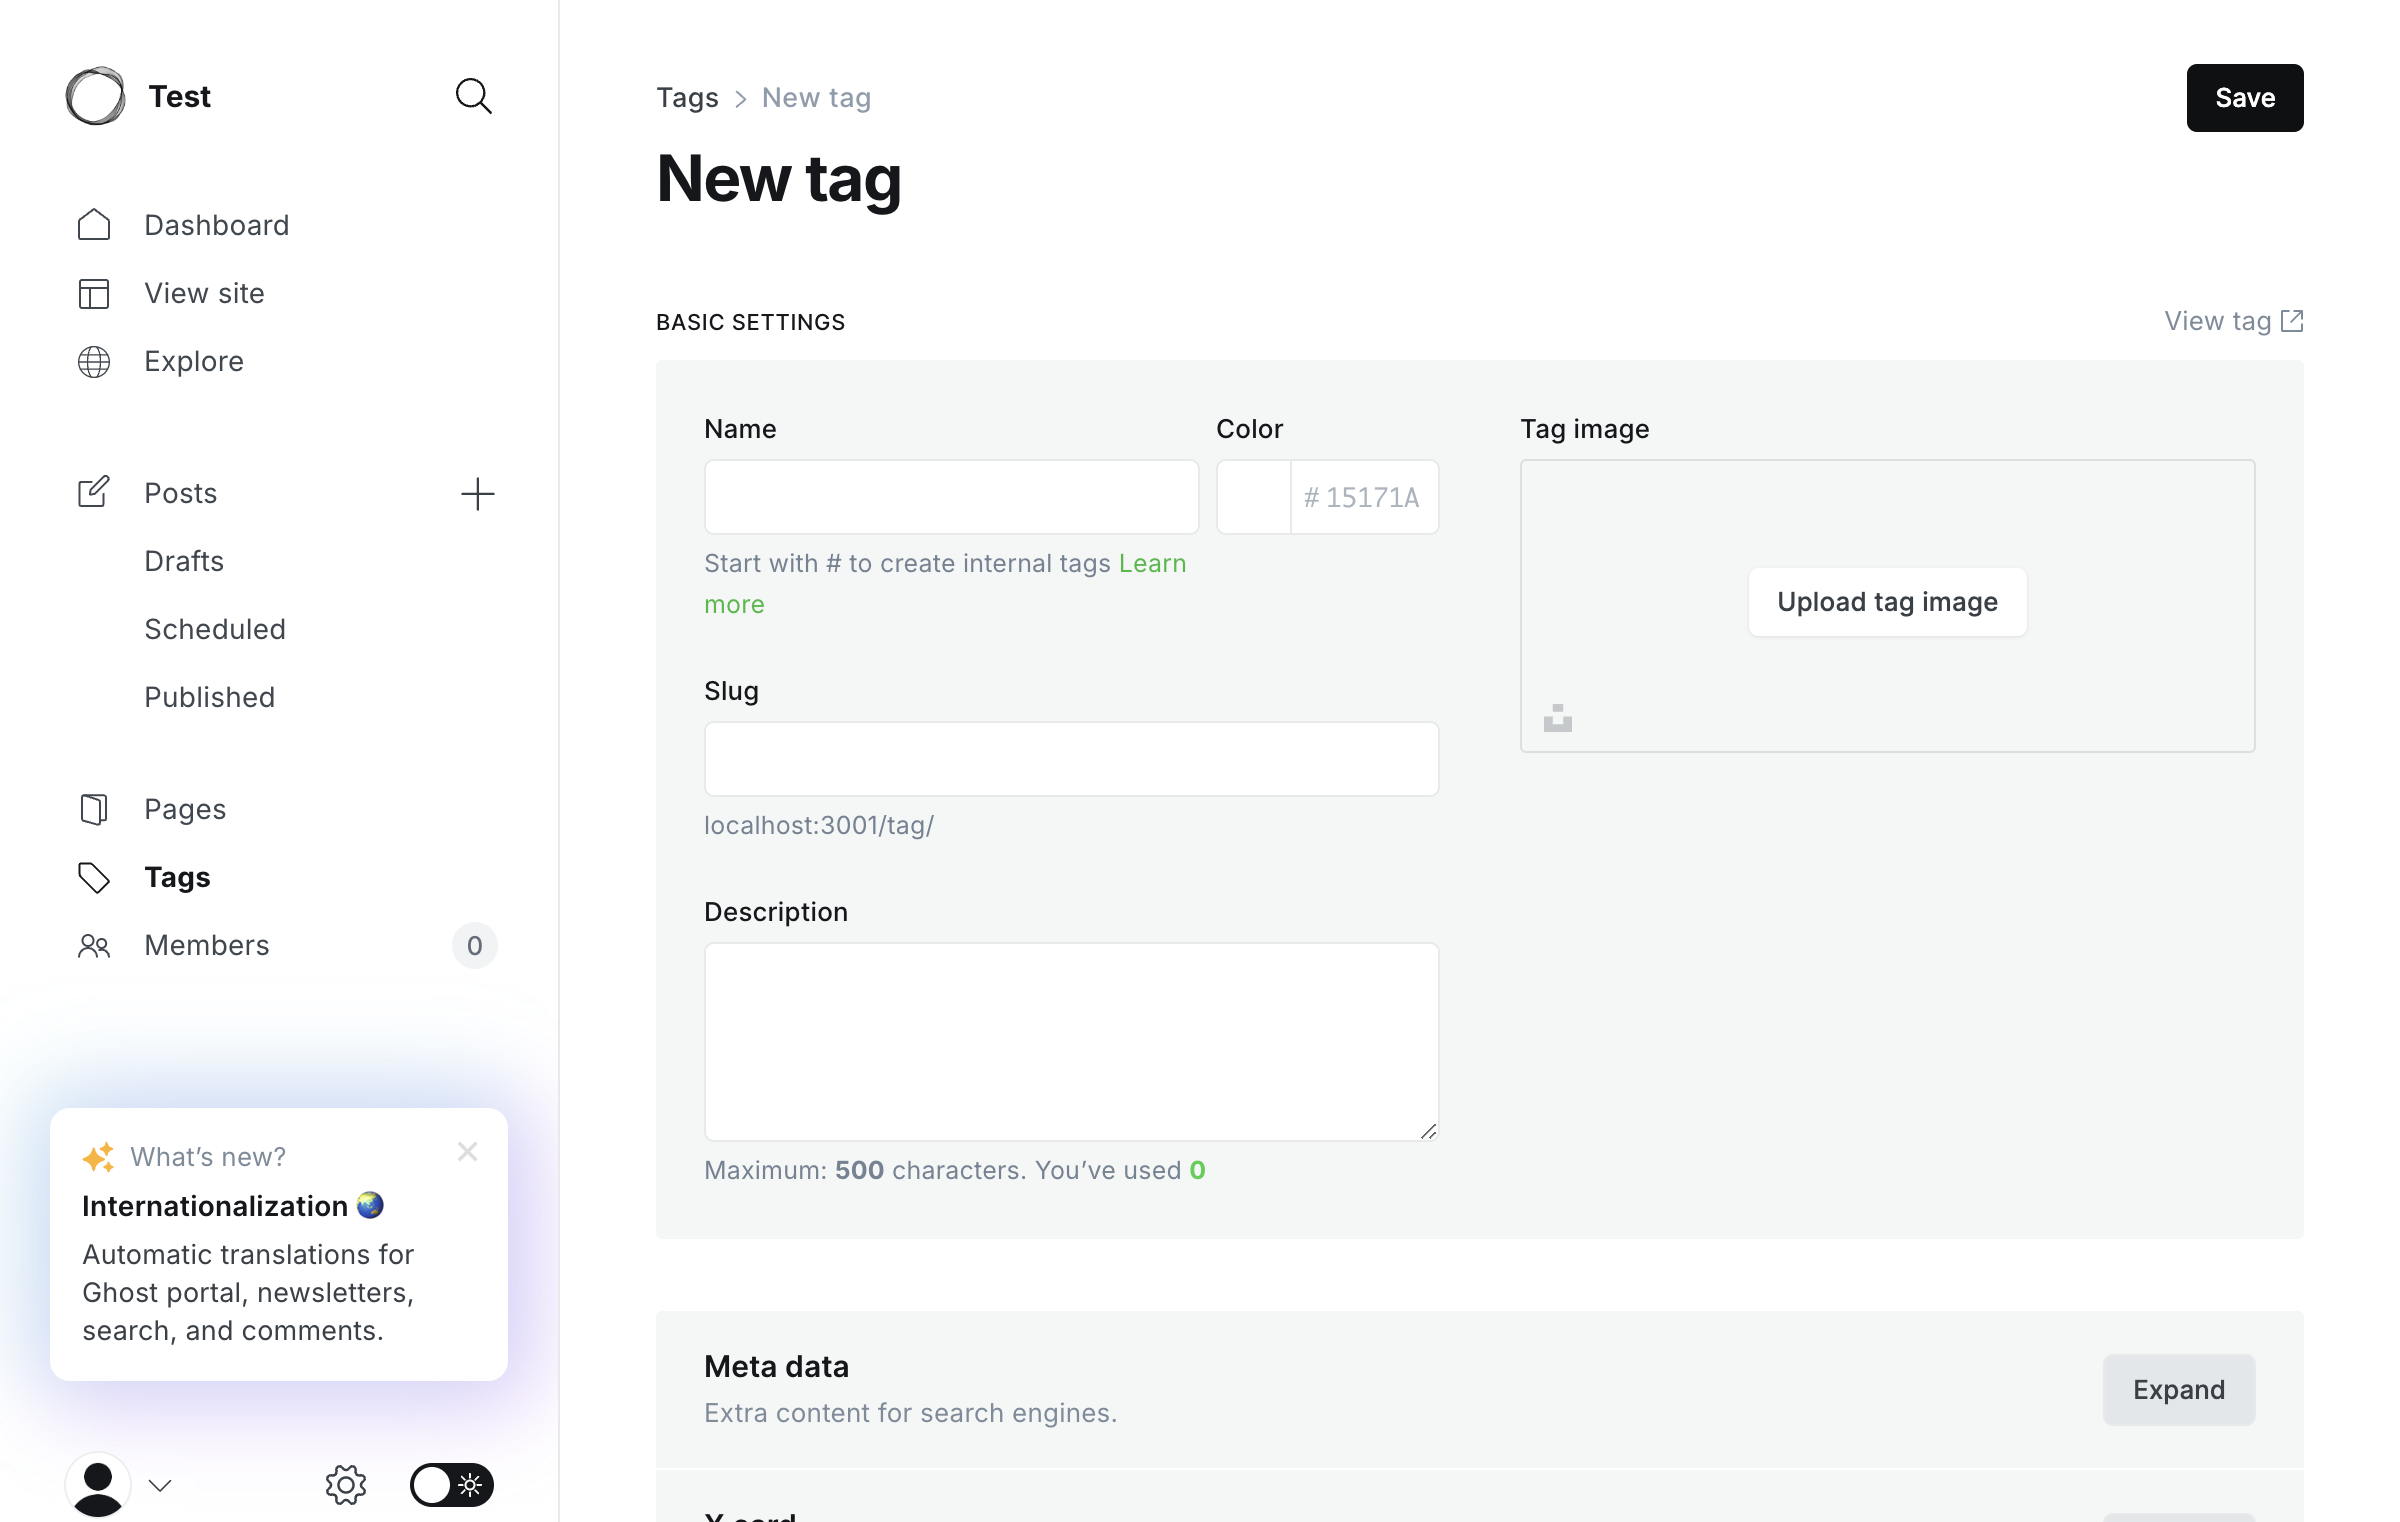 Test
Dashboard
View site
Explore
Posts
Drafts
Scheduled
Published
Pages
Tags
Members
0
What’s new?
Internationalization
Automatic translations for
Ghost portal, newsletters,
search, and comments.
Tags > New tag
Save
New tag
BASIC SETTINGS
View tag
Name
Color
Tag image
# 15171A
Start with # to create internal tags Learn
more
Upload tag image
Slug
localhost:3001/tag/
Description
Maximum: 500 characters. You’ve used 0
Meta data
Extra content for search engines.
Expand
X card